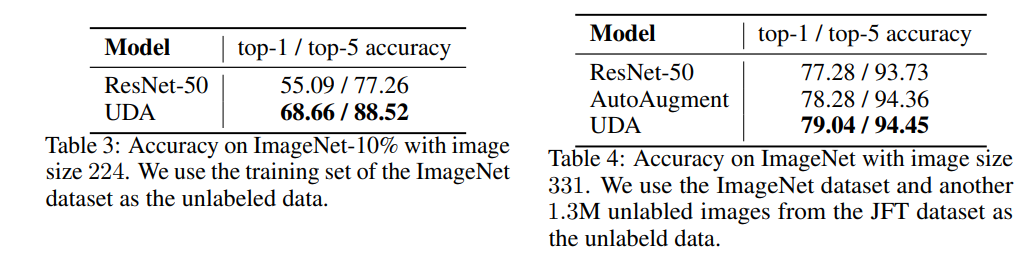 Model | top-1 / top-5 accuracy
ResNet-50 | 55.09 / 77.26
UDA | 68.66 / 88.52
Table 3: Accuracy on ImageNet-10% with image
size 224. We use the training set of the ImageNet
dataset as the unlabeled data.
Model | top-1 / top-5 accuracy
ResNet-50 | 77.28 / 93.73
AutoAugment | 78.28 / 94.36
UDA | 79.04 / 94.45
Table 4: Accuracy on ImageNet with image size
331. We use the ImageNet dataset and another
1.3M unlabled images from the JFT dataset as
the unlabeld data.